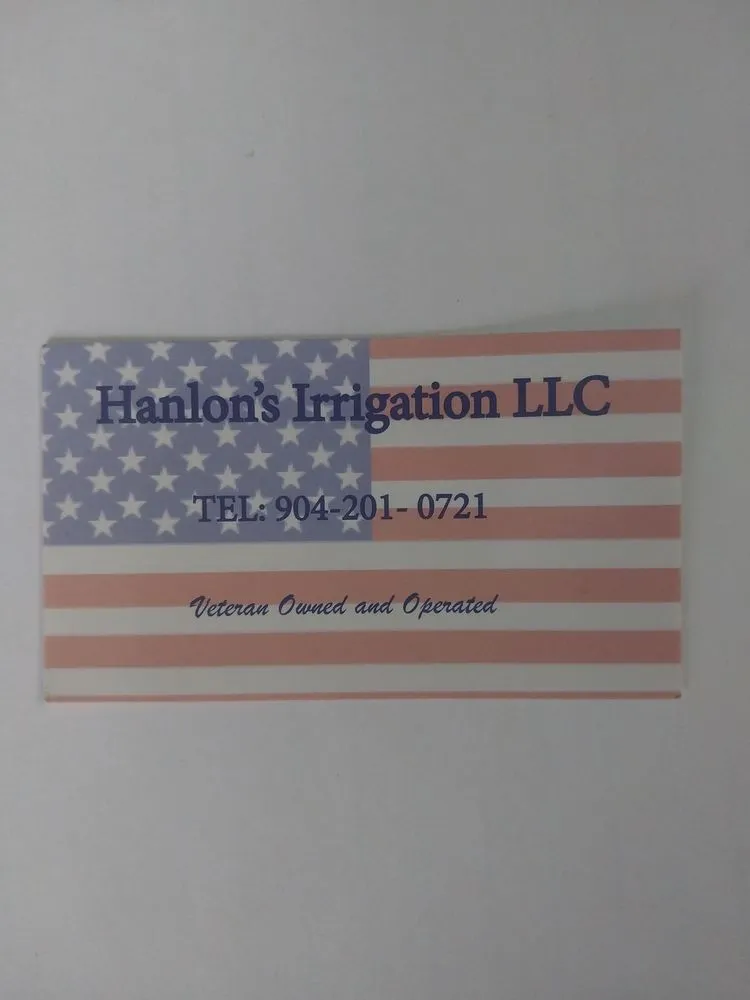 Hanlon's Irrigation LLC
TEL: 904-201- 0721
Veteran Owned and Operated